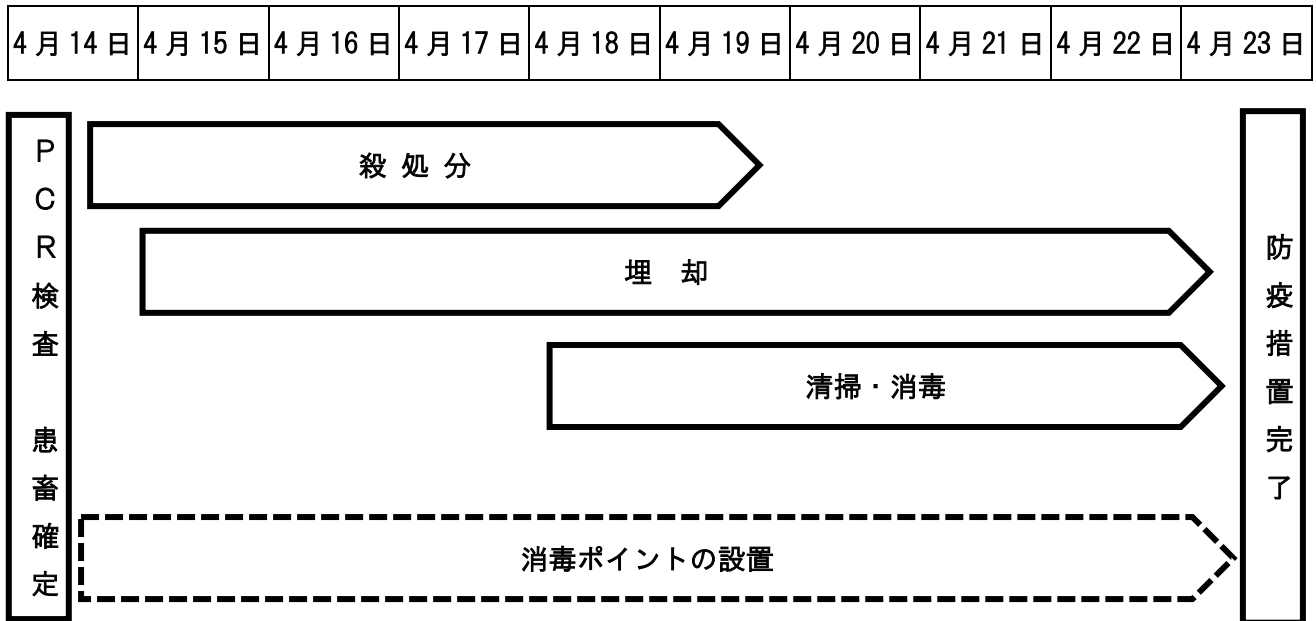 4月14日 4月15日 4月16日 4月17日 4月18日 4月19日 4月20日 4月21日 4月22日 4月23日
PCR検査 患畜確定
殺処分
埋却
清掃・消毒
消毒ポイントの設置
防疫措置完了